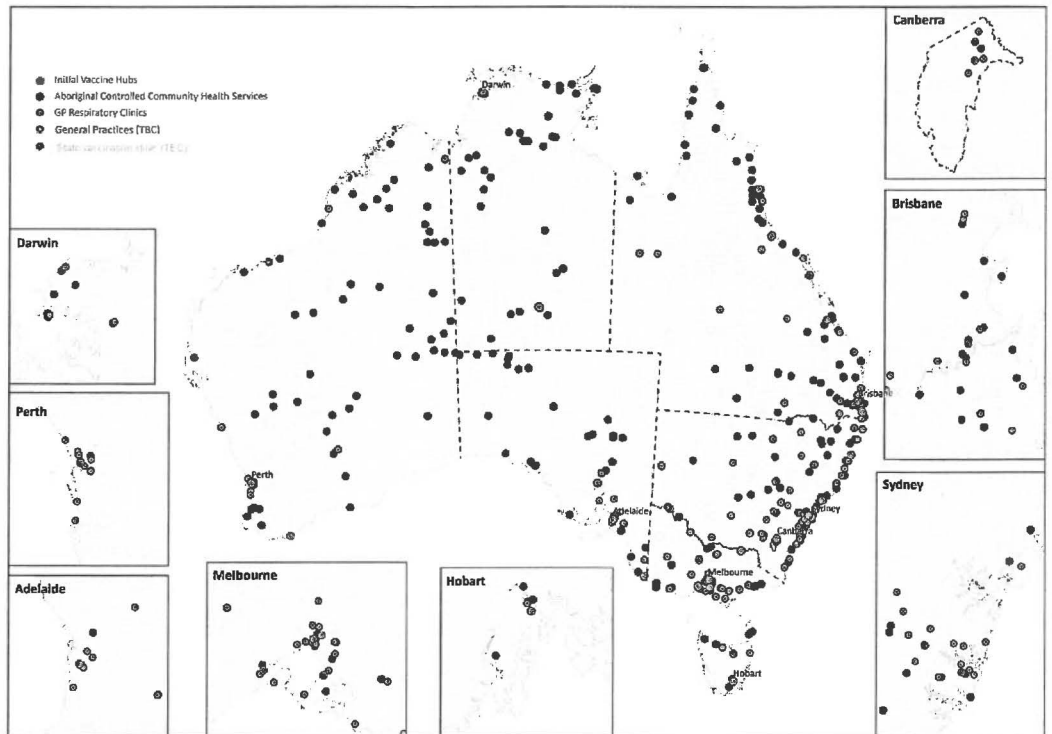 Initial Vaccine Hubs
Aboriginal Controlled Community Health Services
GP Respiratory Clinics
General Practices (TBC)
Darwin
Perth
Adelaide
Canberra
Sydney
Brisbane
Melbourne
Hobart
Canberra
Brisbane
Sydney
Darwin
Perth
Adelaide
Melbourne
Hobart